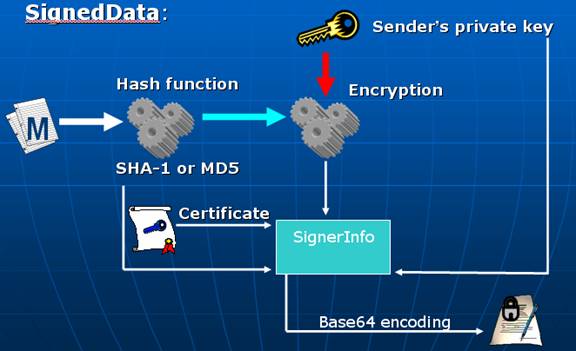 SignedData:
Sender's private key
Hash function
Encryption
M
SHA-1 or MD5
Certificate
SignerInfo
Base64 encoding